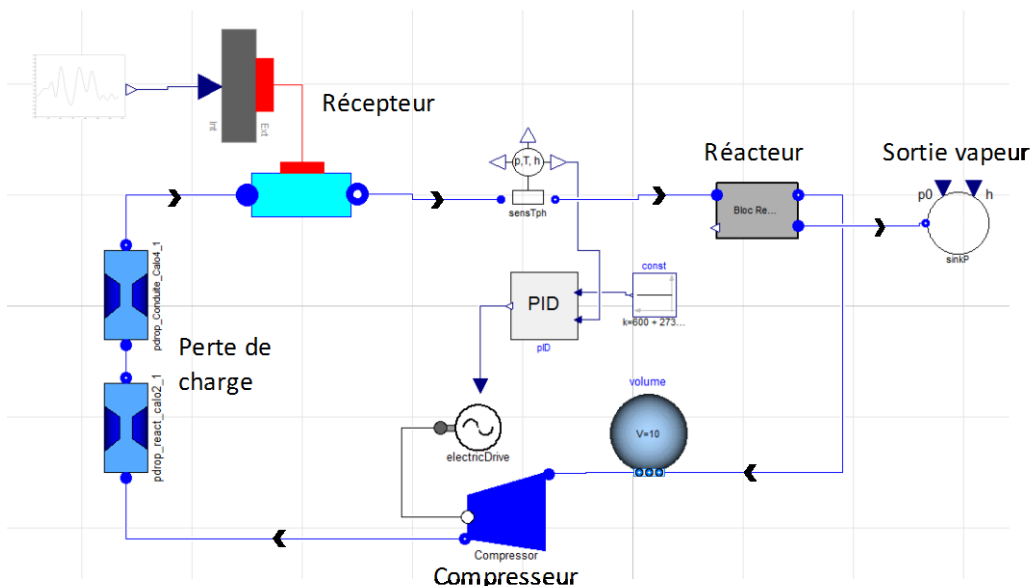 Int
Ext
Récepteur
p,T, h
sensTph
Réacteur
Bloc Re...
Sortie vapeur
p0
h
sinkP
pdrop_Conduite_Calo4_1
Perte de
charge
pdrop_react_calo2_1
PID
pID
const
k=600 + 273...
volume
V=10
electricDrive
Compressor
Compresseur